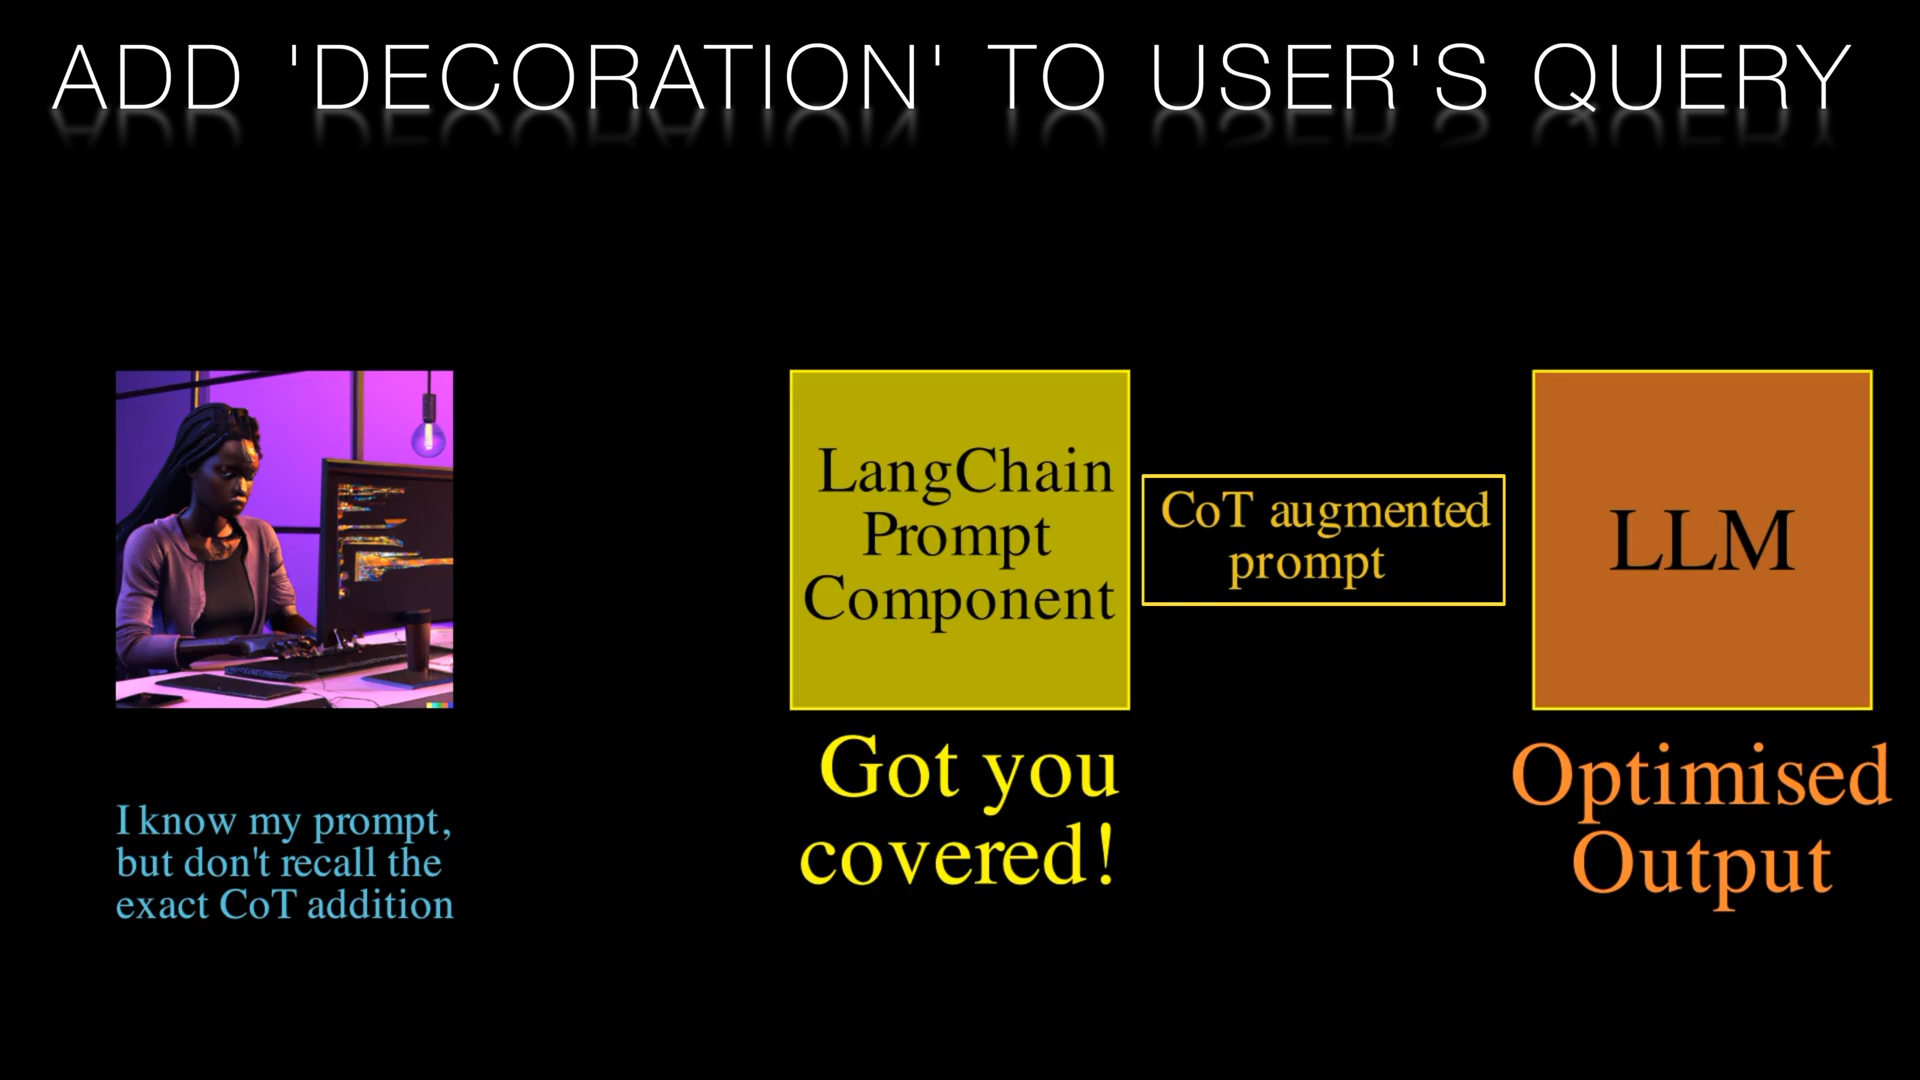 ADD 'DECORATION' TO USER'S QUERY
LangChain
Prompt
Component
CoT augmented
prompt
LLM
I know my prompt,
but don't recall the
exact CoT addition
Got you
covered!
Optimised
Output